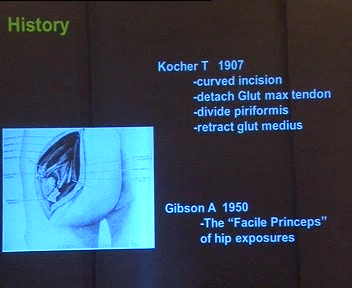 History
Kocher T 1907
-curved incision
-detach Glut max tendon
-divide piriformis
-retract glut medius
Gibson A 1950
-The “Facile Princeps”
of hip exposures